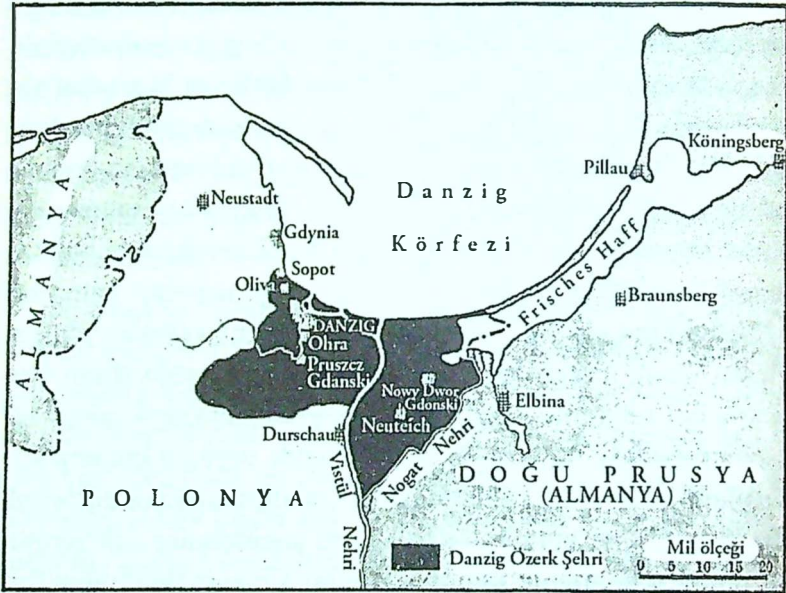 Köningsberg
Pillau
Danzig
Körfezi
Neustadt
Gdynia
ALMANYA
Sopot
Oliva
Frisches Haff
Braunsberg
DANZIG
Ohra
Pruszcz
Gdanski
Nowy Dwor
Gdonski
Neuteich
Elbina
Durschau
Vistül
Nehri
Nogat Nehri
POLONYA
DOĞU PRUSYA
(ALMANYA)
Danzig Özerk Şehri
Mil ölçeği
0 5 10 15 20